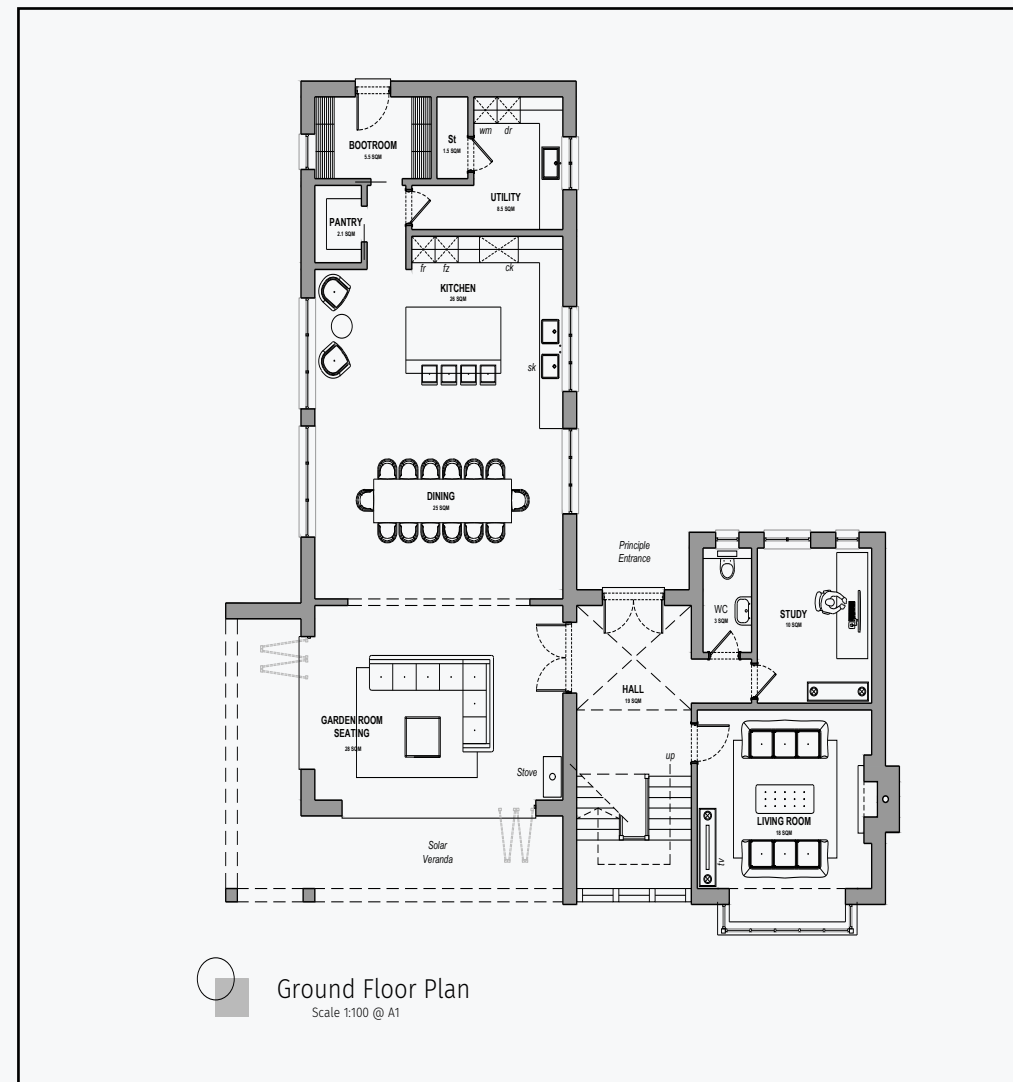 BOOTROOM
5.5 SQM
St
1.5 SQM
wm
dr
UTILITY
8.5 SQM
PANTRY
2.1 SQM
fr
fz
ck
KITCHEN
26 SQM
sk
DINING
25 SQM
Principle
Entrance
WC
3 SQM
STUDY
10 SQM
HALL
19 SQM
GARDEN ROOM
SEATING
28 SQM
Stove
up
LIVING ROOM
18 SQM
tv
Solar
Veranda
Ground Floor Plan
Scale 1:100 @ A1